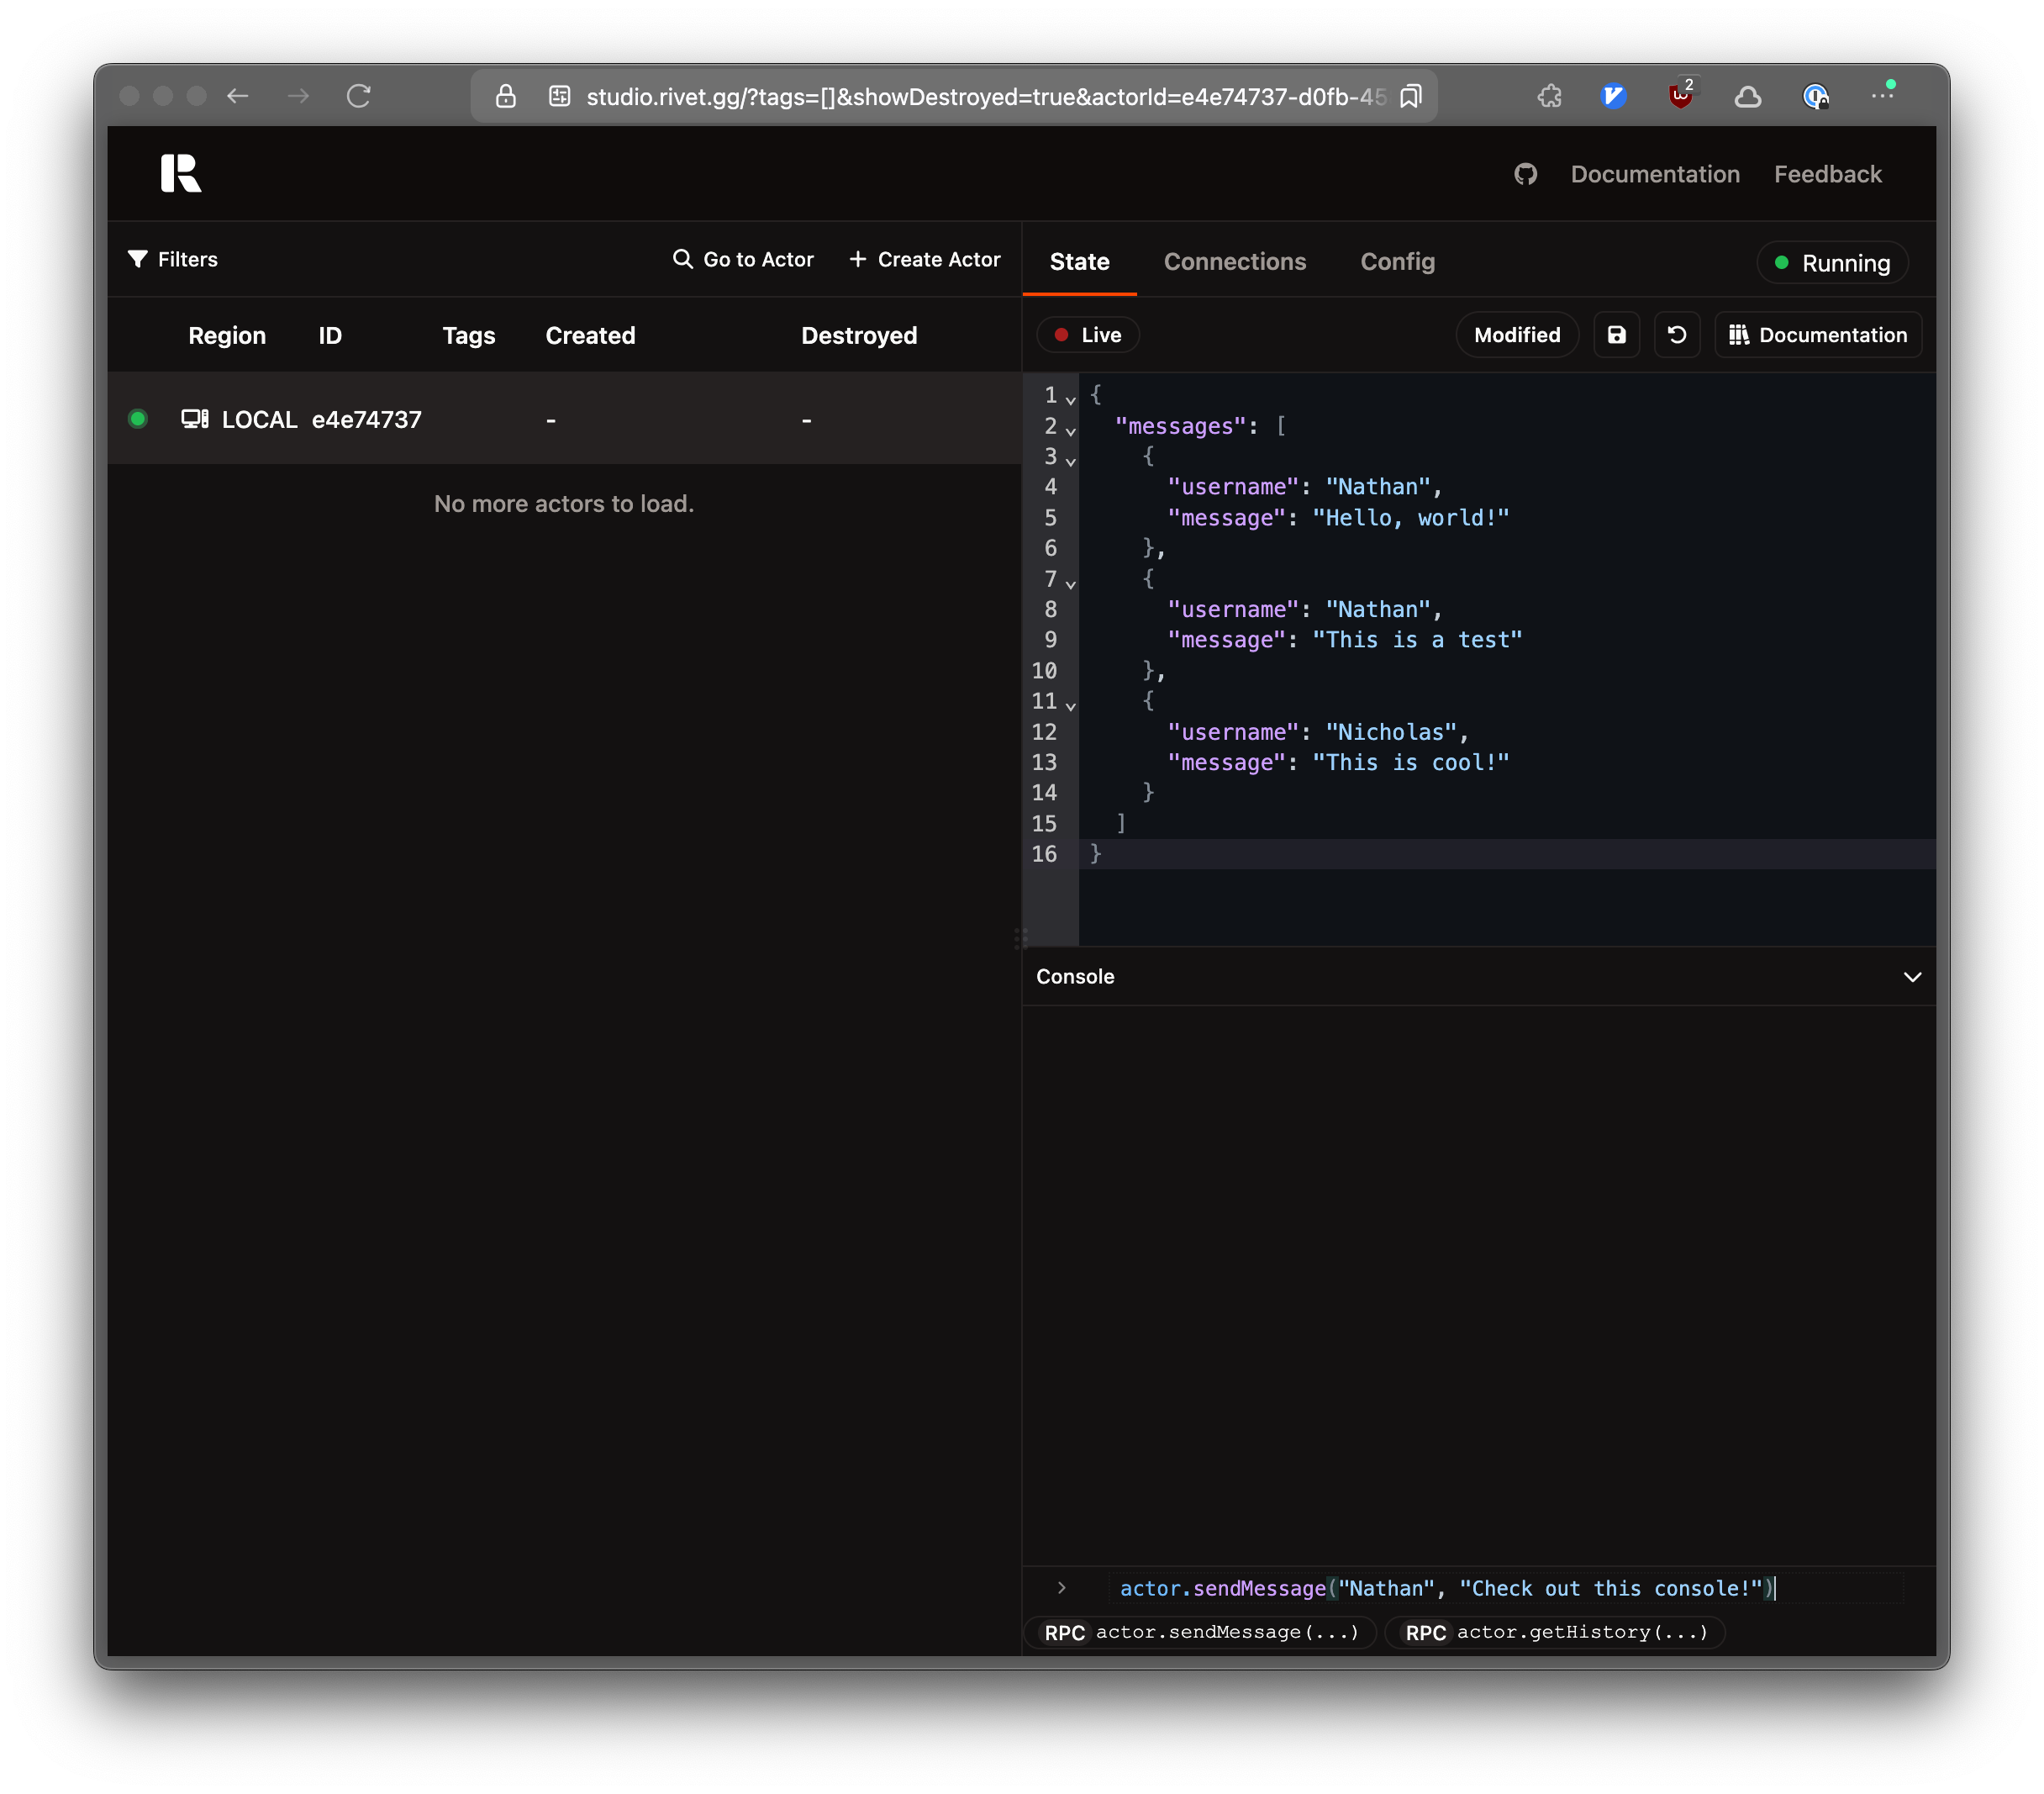 studio.rivet.gg/?tags=[]&showDestroyed=true&actorId=e4e74737-d0fb-45
2
Documentation Feedback
Filters Go to Actor + Create Actor
Region ID Tags Created Destroyed
LOCAL e4e74737 - -
No more actors to load.
State Connections Config Running
Live Modified Documentation
1 {
2 "messages": [
3 {
4 "username": "Nathan",
5 "message": "Hello, world!"
6 },
7 {
8 "username": "Nathan",
9 "message": "This is a test"
10 },
11 {
12 "username": "Nicholas",
13 "message": "This is cool!"
14 }
15 ]
16 }
Console
> actor.sendMessage("Nathan", "Check out this console!")
RPC actor.sendMessage(...) RPC actor.getHistory(...)